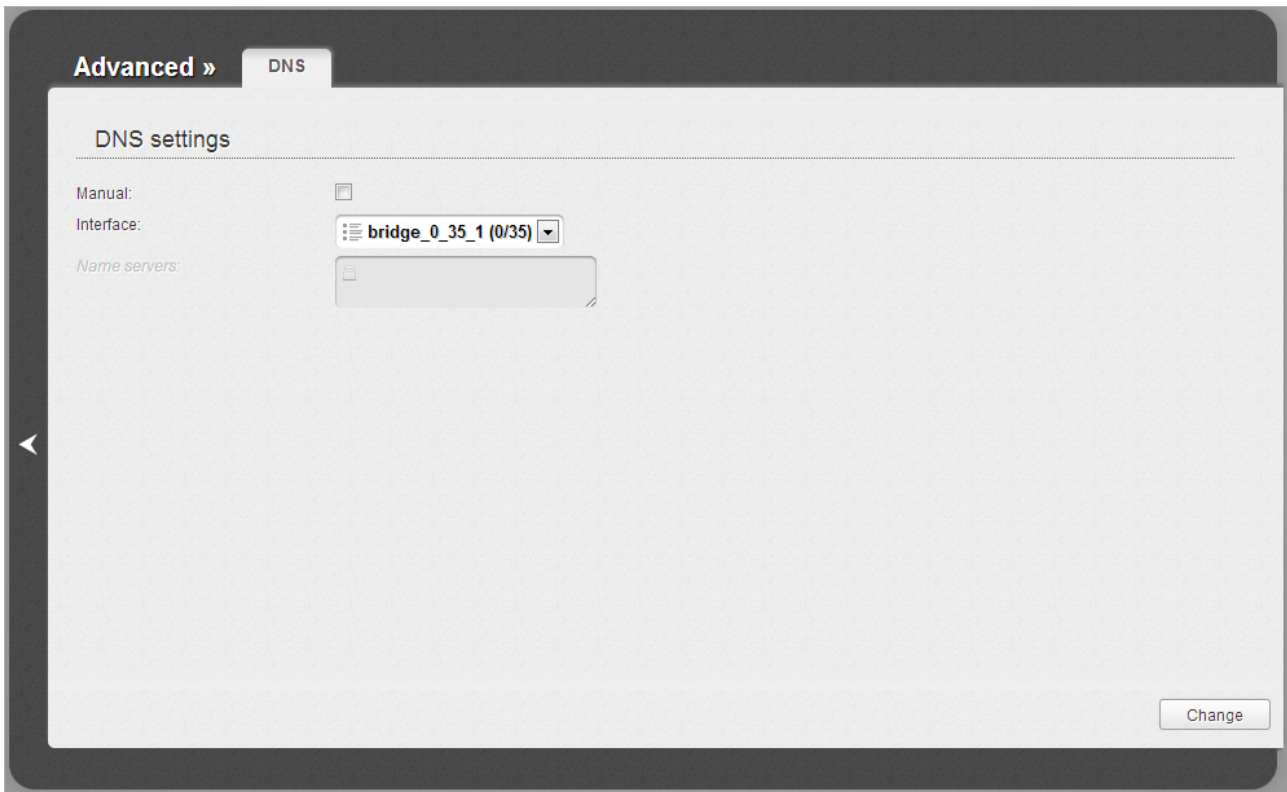 Advanced » DNS
DNS settings
Manual:
Interface: bridge_0_35_1 (0/35)
Name servers:
Change